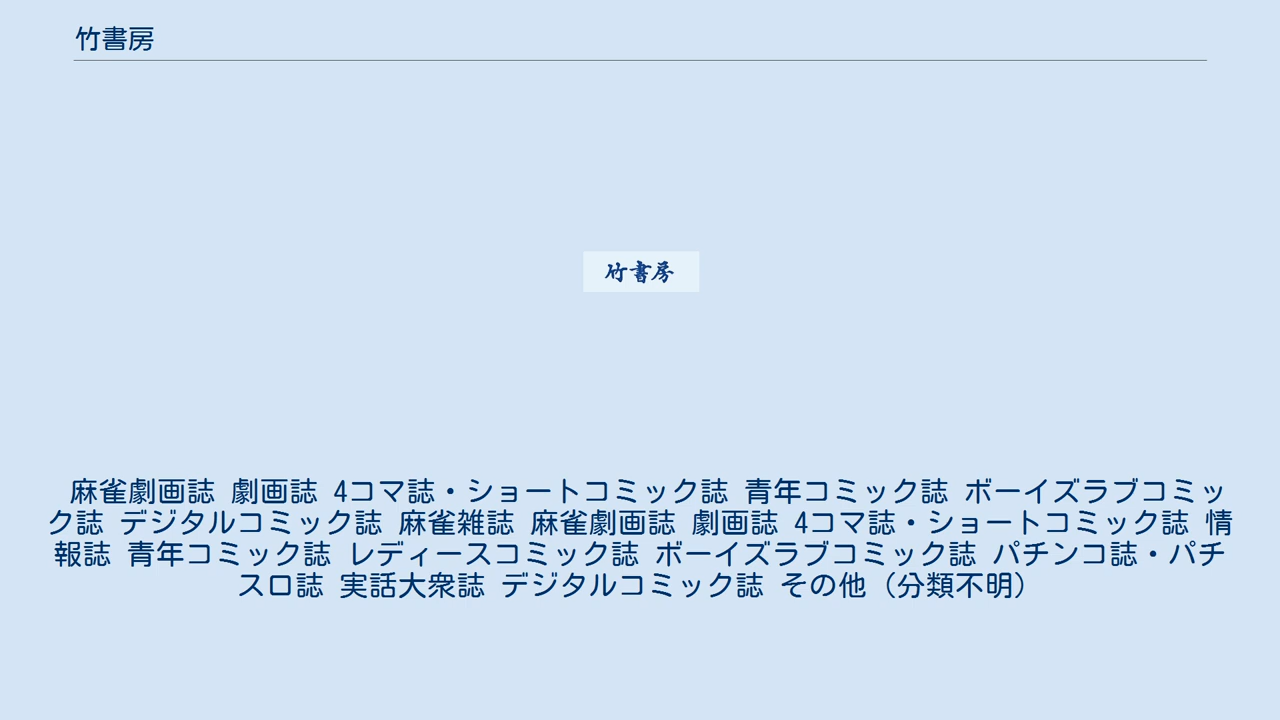 竹書房
竹書房
麻雀劇画誌 劇画誌 4コマ誌・ショートコミック誌 青年コミック誌 ボーイズラブコミッ
ク誌 デジタルコミック誌 麻雀雑誌 麻雀劇画誌 劇画誌 4コマ誌・ショートコミック誌 情
報誌 青年コミック誌 レディースコミック誌 ボーイズラブコミック誌 パチンコ誌・パチ
スロ誌 実話大衆誌 デジタルコミック誌 その他（分類不明）